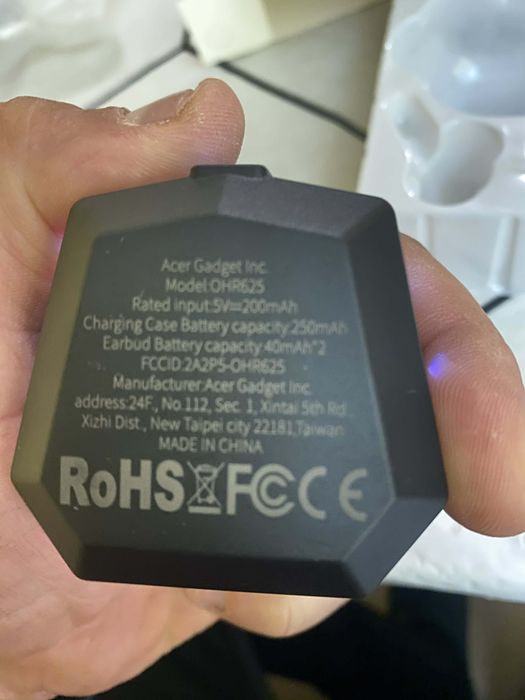 Acer Gadget Inc.
Model:OHR625
Rated input:5V⎓200mAh
Charging Case Battery capacity:250mAh
Earbud Battery capacity:40mAh*2
FCCID:2A2P5-OHR625
Manufacturer:Acer Gadget Inc.
address:24F., No.112, Sec. 1, Xintai 5th Rd.
Xizhi Dist., New Taipei city 22181,Taiwan
MADE IN CHINA
RoHS FCC CE